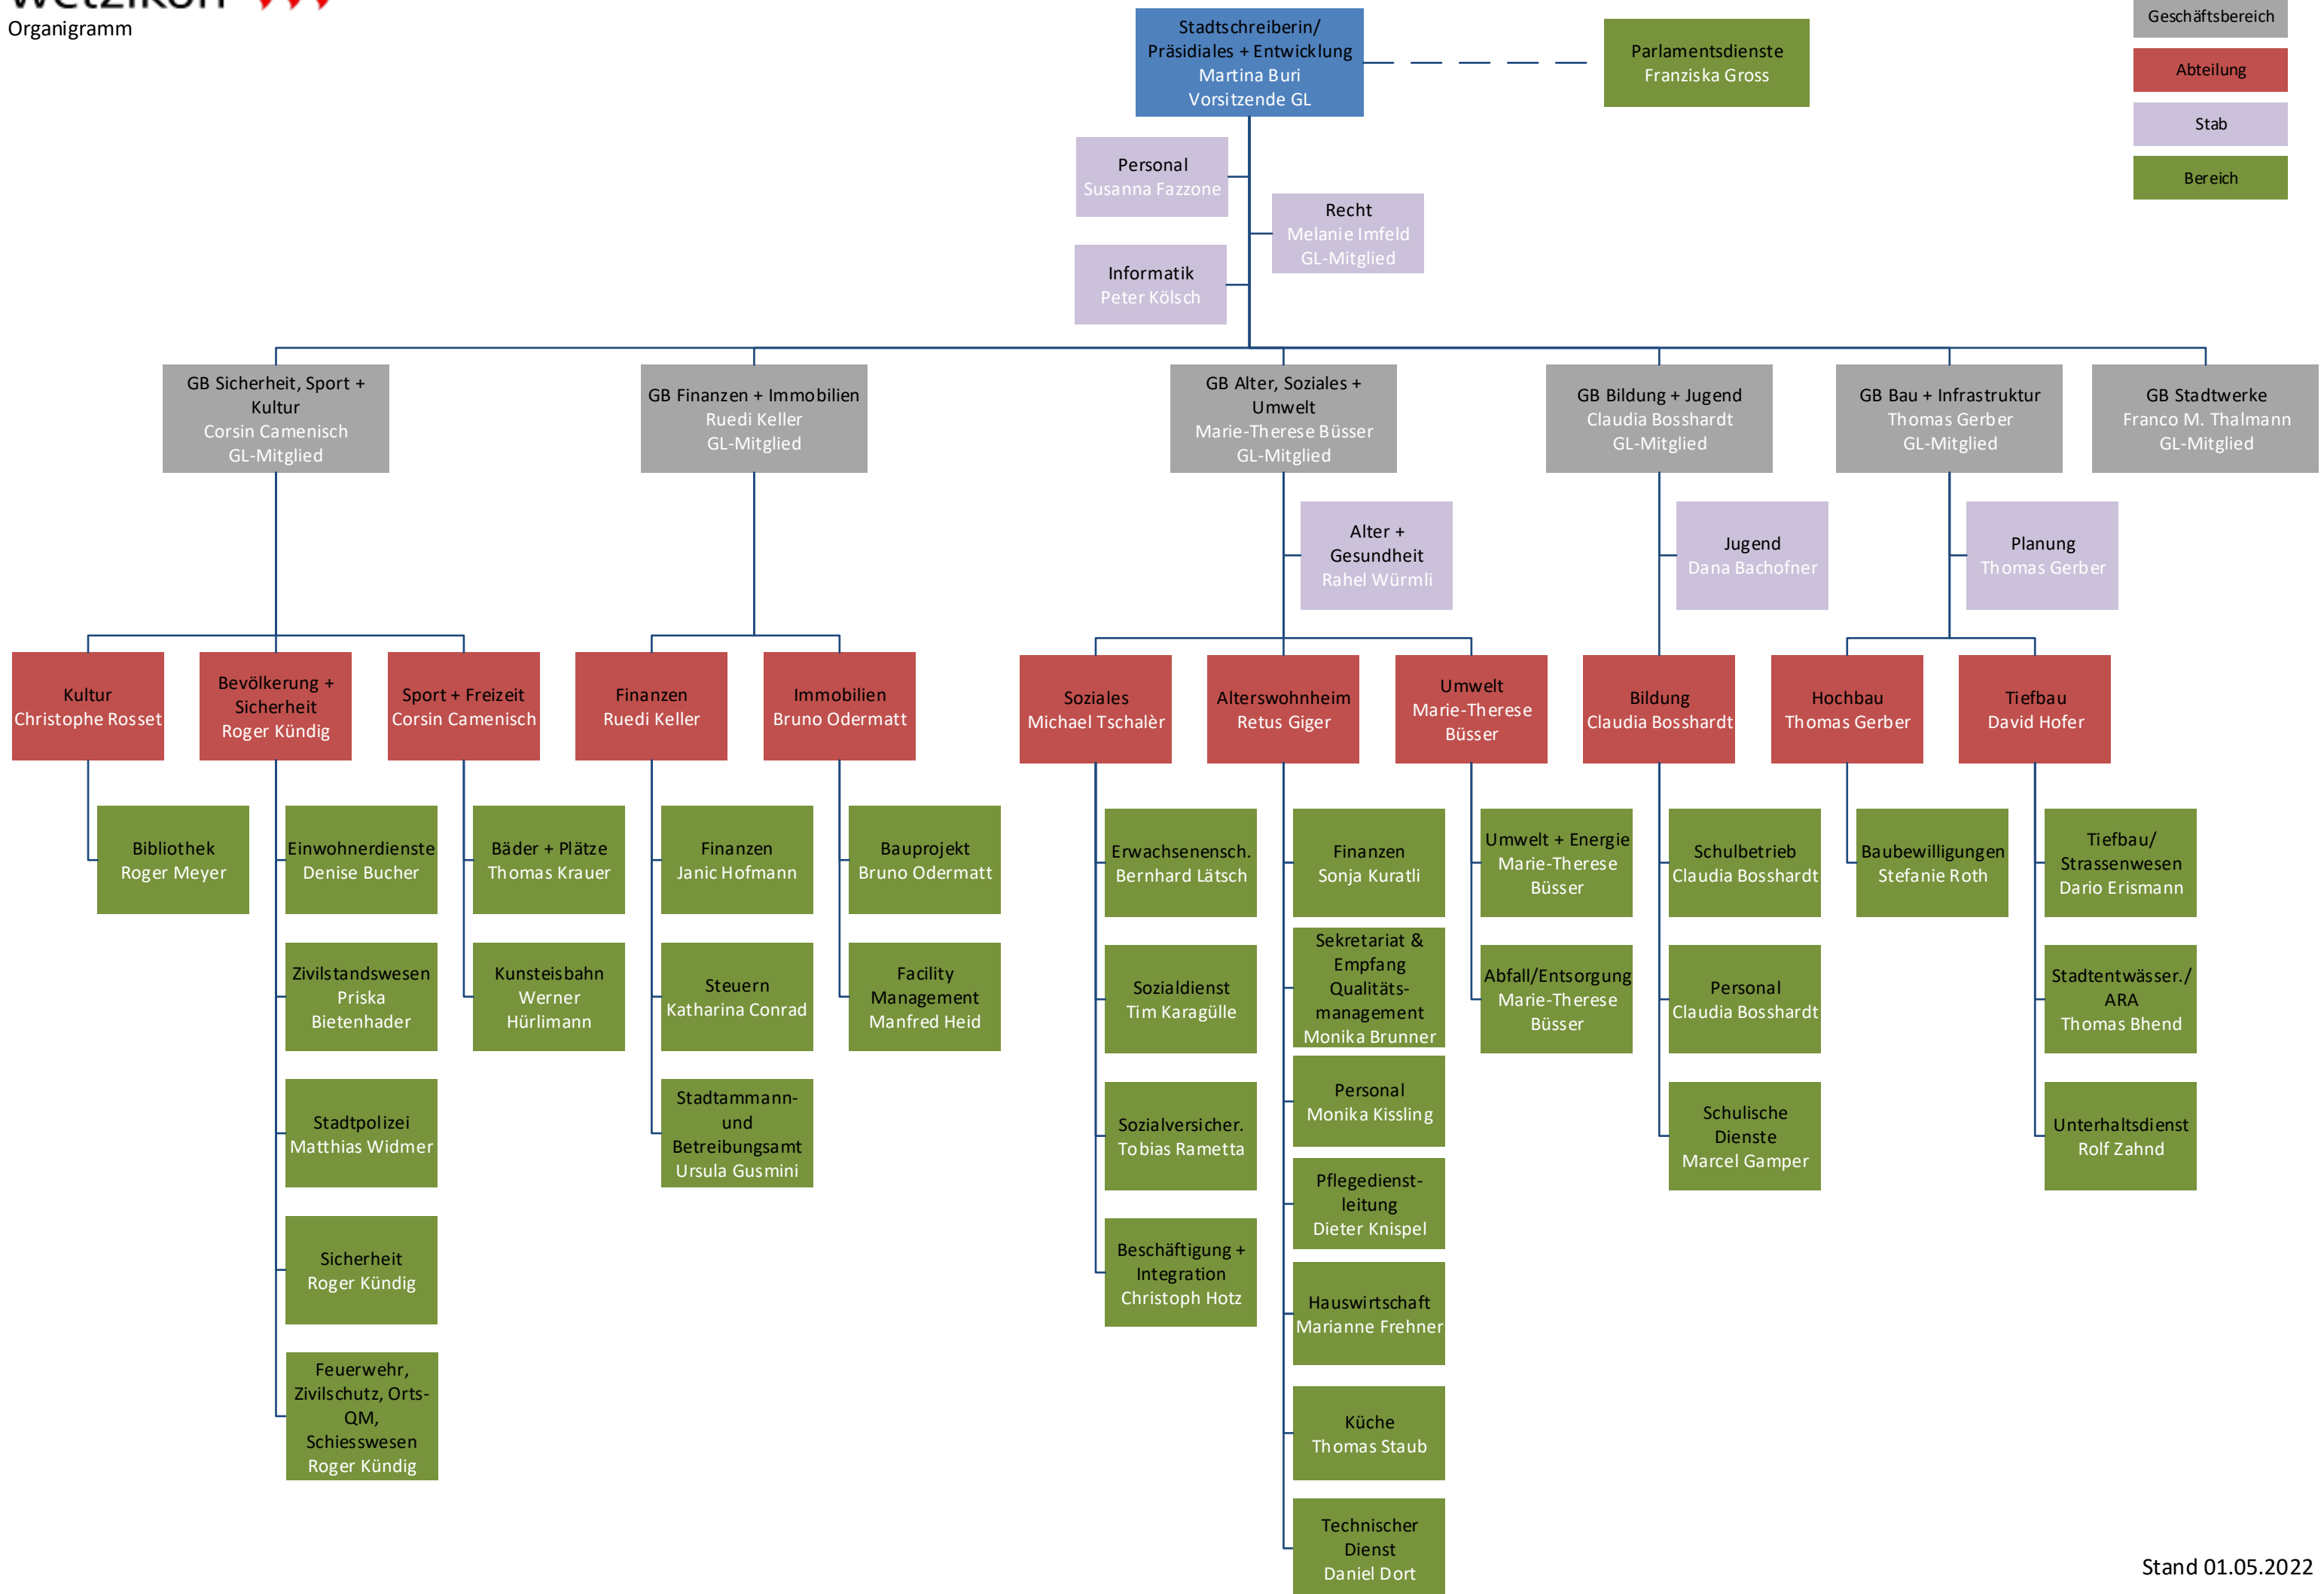 wetzikon
Organigramm
Stadtschreiberin/
Präsidiales + Entwicklung
Martina Buri
Vorsitzende GL
Parlamentsdienste
Franziska Gross
Geschäftsbereich
Abteilung
Stab
Bereich
Personal
Susanna Fazzone
Recht
Melanie Imfeld
GL-Mitglied
Informatik
Peter Kölsch
GB Sicherheit, Sport +
Kultur
Corsin Camenisch
GL-Mitglied
GB Finanzen + Immobilien
Ruedi Keller
GL-Mitglied
GB Alter, Soziales +
Umwelt
Marie-Therese Büsser
GL-Mitglied
GB Bildung + Jugend
Claudia Bosshardt
GL-Mitglied
GB Bau + Infrastruktur
Thomas Gerber
GL-Mitglied
GB Stadtwerke
Franco M. Thalmann
GL-Mitglied
Alter +
Gesundheit
Rahel Würmli
Jugend
Dana Bachofner
Planung
Thomas Gerber
Kultur
Christophe Rosset
Bevölkerung +
Sicherheit
Roger Kündig
Sport + Freizeit
Corsin Camenisch
Finanzen
Ruedi Keller
Immobilien
Bruno Odermatt
Soziales
Michael Tschalèr
Alterswohnheim
Retus Giger
Umwelt
Marie-Therese
Büsser
Bildung
Claudia Bosshardt
Hochbau
Thomas Gerber
Tiefbau
David Hofer
Bibliothek
Roger Meyer
Einwohnerdienste
Denise Bucher
Zivilstandswesen
Priska
Bietenhader
Stadtpolizei
Matthias Widmer
Sicherheit
Roger Kündig
Feuerwehr,
Zivilschutz, Orts-
QM,
Schiesswesen
Roger Kündig
Bäder + Plätze
Thomas Krauer
Kunsteisbahn
Werner
Hürlimann
Finanzen
Janic Hofmann
Steuern
Katharina Conrad
Stadtammann-
und
Betreibungsamt
Ursula Gusmini
Bauprojekt
Bruno Odermatt
Facility
Management
Manfred Heid
Erwachsenensch.
Bernhard Lätsch
Sozialdienst
Tim Karagülle
Sozialversicher.
Tobias Rametta
Beschäftigung +
Integration
Christoph Hotz
Finanzen
Sonja Kuratli
Sekretariat &
Empfang
Qualitäts-
management
Monika Brunner
Personal
Monika Kissling
Pflegedienst-
leitung
Dieter Knispel
Hauswirtschaft
Marianne Frehner
Küche
Thomas Staub
Technischer
Dienst
Daniel Dort
Umwelt + Energie
Marie-Therese
Büsser
Abfall/Entsorgung
Marie-Therese
Büsser
Schulbetrieb
Claudia Bosshardt
Personal
Claudia Bosshardt
Schulische
Dienste
Marcel Gamper
Baubewilligungen
Stefanie Roth
Tiefbau/
Strassenwesen
Dario Erismann
Stadtentwässer./
ARA
Thomas Bhend
Unterhaltsdienst
Rolf Zahnd
Stand 01.05.2022